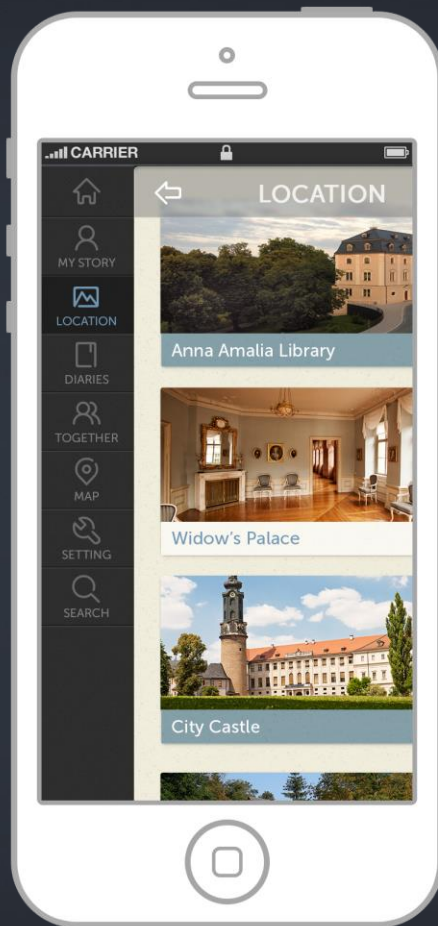 CARRIER
LOCATION
MY STORY
LOCATION
DIARIES
TOGETHER
MAP
SETTING
SEARCH
Anna Amalia Library
Widow's Palace
City Castle